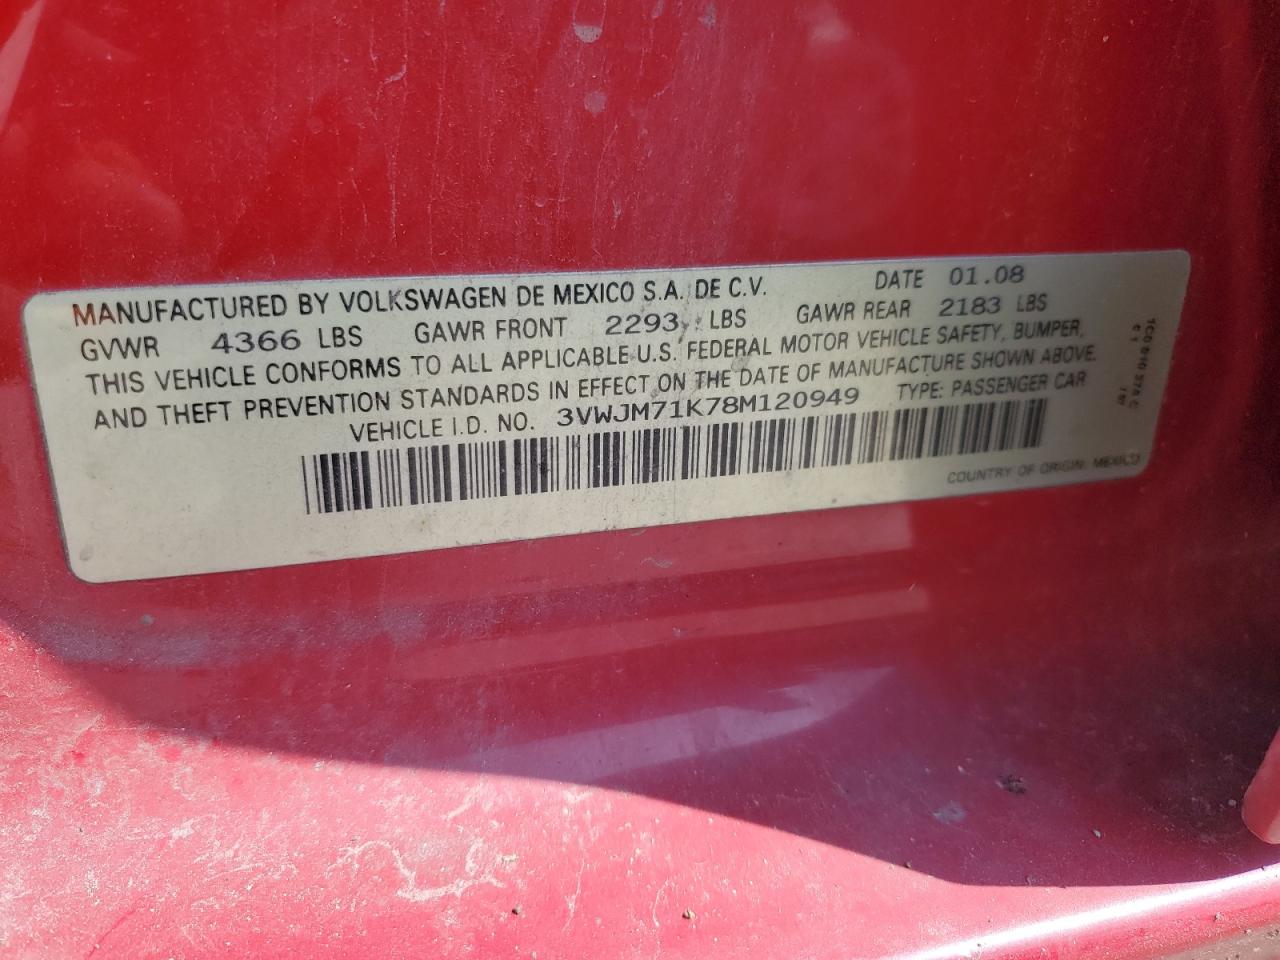 MANUFACTURED BY VOLKSWAGEN DE MEXICO S.A. DE C.V. DATE 01.08
GVWR 4366 LBS GAWR FRONT 2293 LBS GAWR REAR 2183 LBS
THIS VEHICLE CONFORMS TO ALL APPLICABLE U.S. FEDERAL MOTOR VEHICLE SAFETY, BUMPER,
AND THEFT PREVENTION STANDARDS IN EFFECT ON THE DATE OF MANUFACTURE SHOWN ABOVE.
VEHICLE I.D. NO. 3VWJM71K78M120949 TYPE: PASSENGER CAR
COUNTRY OF ORIGIN: MEXICO